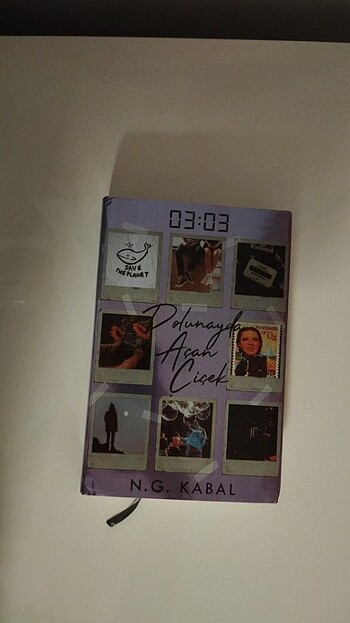 03:03
SAVE
THE PLANET
Dolunayda
Açan
Çiçek
N.G. KABAL